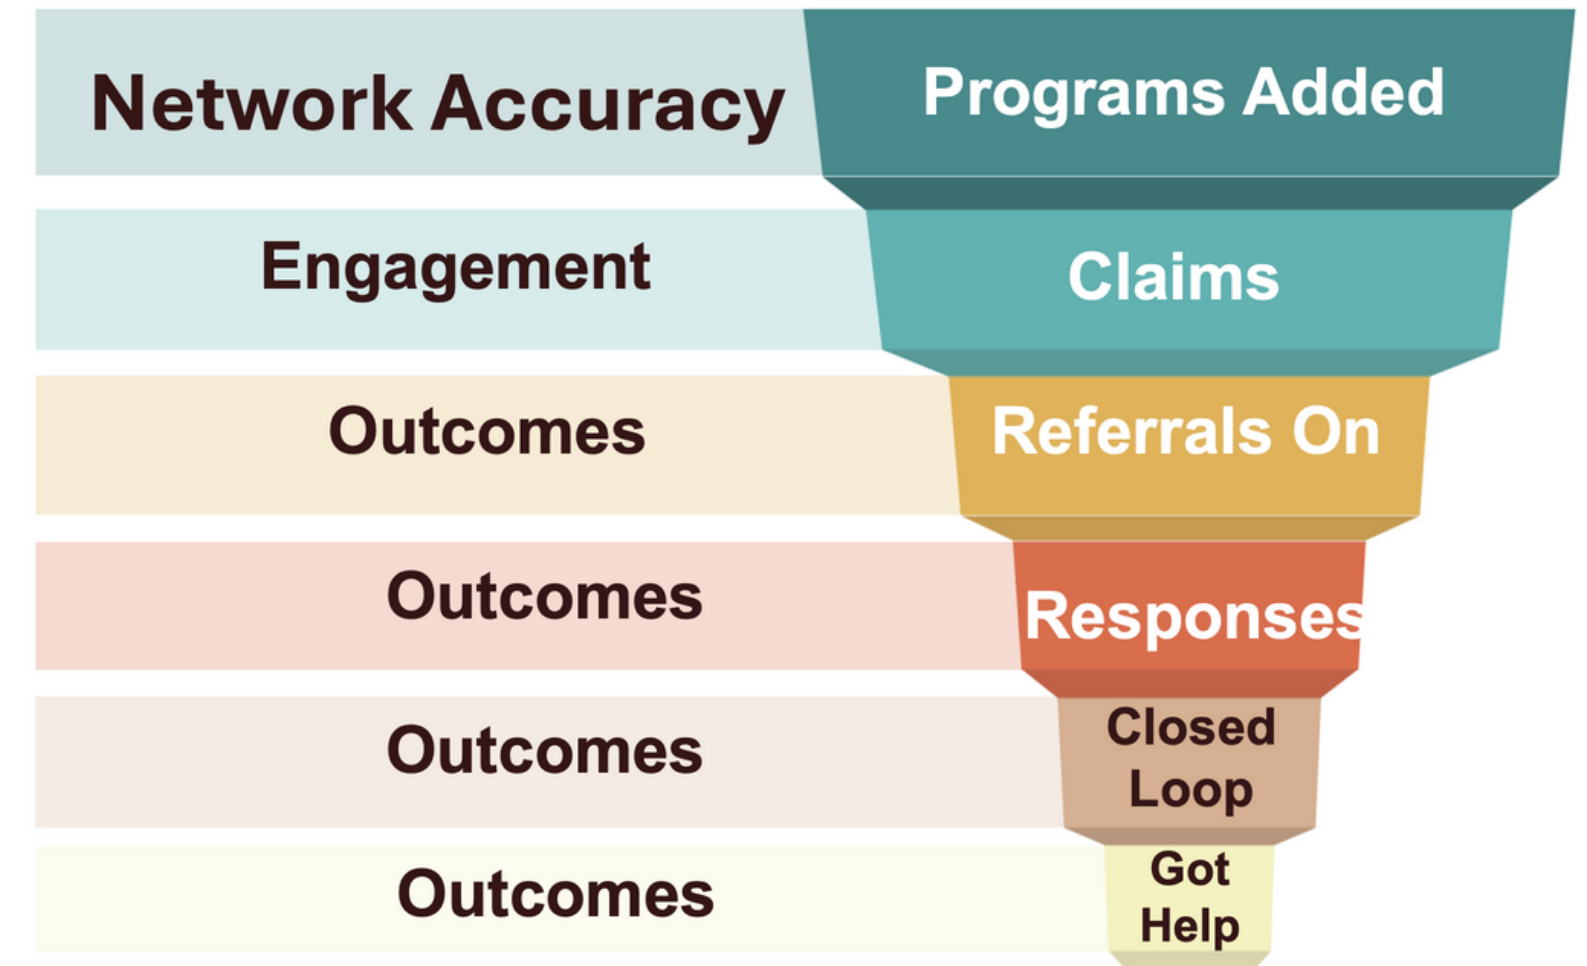 Network Accuracy
Programs Added
Engagement
Claims
Outcomes
Referrals On
Outcomes
Responses
Outcomes
Closed
Loop
Outcomes
Got
Help